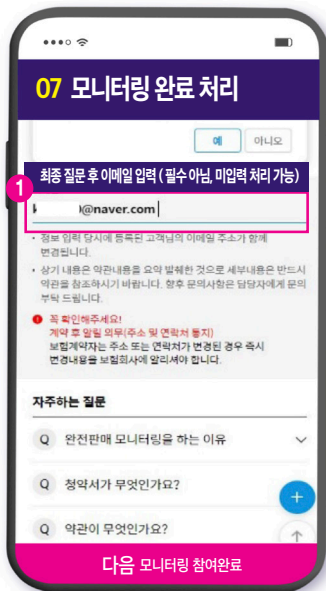 07 모니터링 완료 처리
예 아니오
최종 질문 후 이메일 입력 ( 필수 아님, 미입력 처리 가능 )
1
@naver.com
• 정보 입력 당시에 등록된 고객님의 이메일 주소가 함께
변경됩니다.
• 상기 내용은 약관내용을 요약 발췌한 것으로 세부내용은 반드시
약관을 참조하시기 바랍니다. 향후 문의사항은 담당자에게 문의
부탁 드립니다.
꼭 확인해주세요!
계약 후 알릴 의무(주소 및 연락처 통지)
보험계약자는 주소 또는 연락처가 변경된 경우 즉시
변경내용을 보험회사에 알리셔야 합니다.
자주하는 질문
Q 완전판매 모니터링을 하는 이유
Q 청약서가 무엇인가요?
Q 약관이 무엇인가요?
다음 모니터링 참여완료